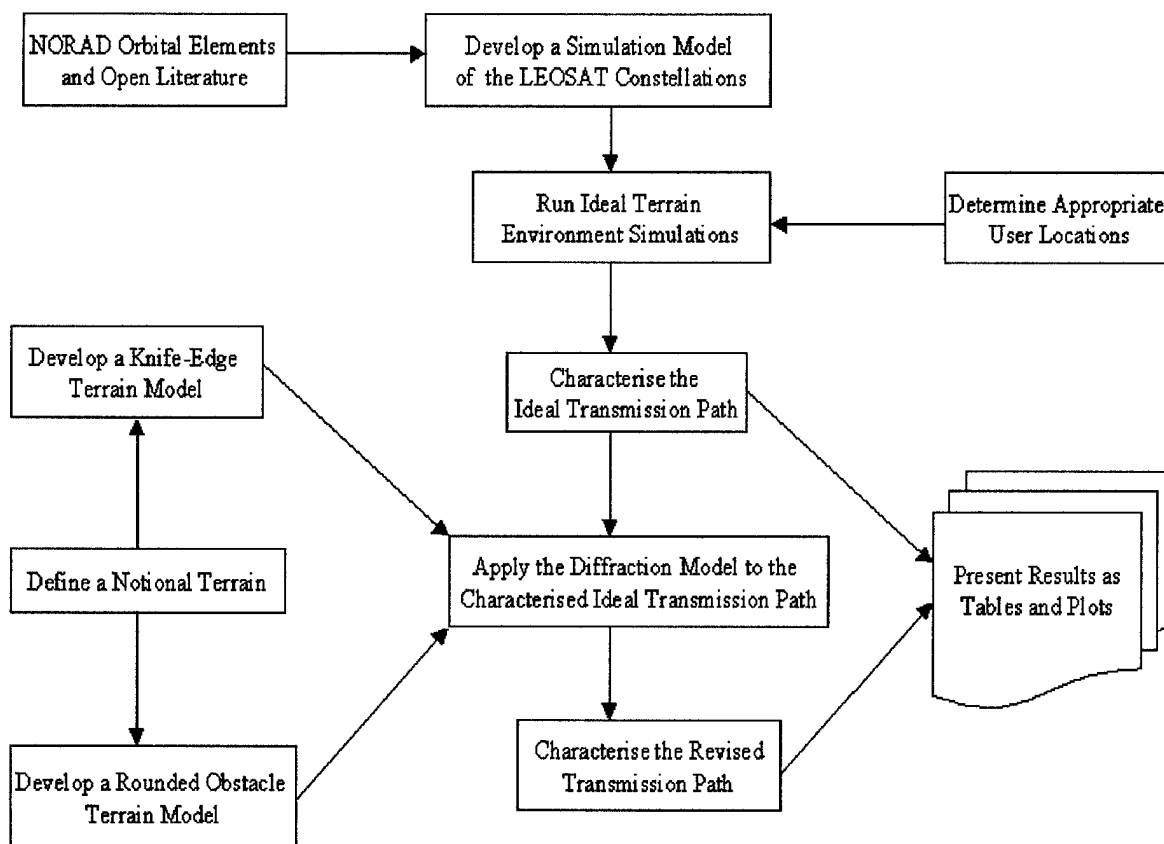 NORAD Orbital Elements
and Open Literature
Develop a Simulation Model
of the LEOSAT Constellations
Run Ideal Terrain
Environment Simulations
Determine Appropriate
User Locations
Develop a Knife-Edge
Terrain Model
Characterise the
Ideal Transmission Path
Define a Notional Terrain
Apply the Diffraction Model to the
Characterised Ideal Transmission Path
Present Results as
Tables and Plots
Develop a Rounded Obstacle
Terrain Model
Characterise the Revised
Transmission Path